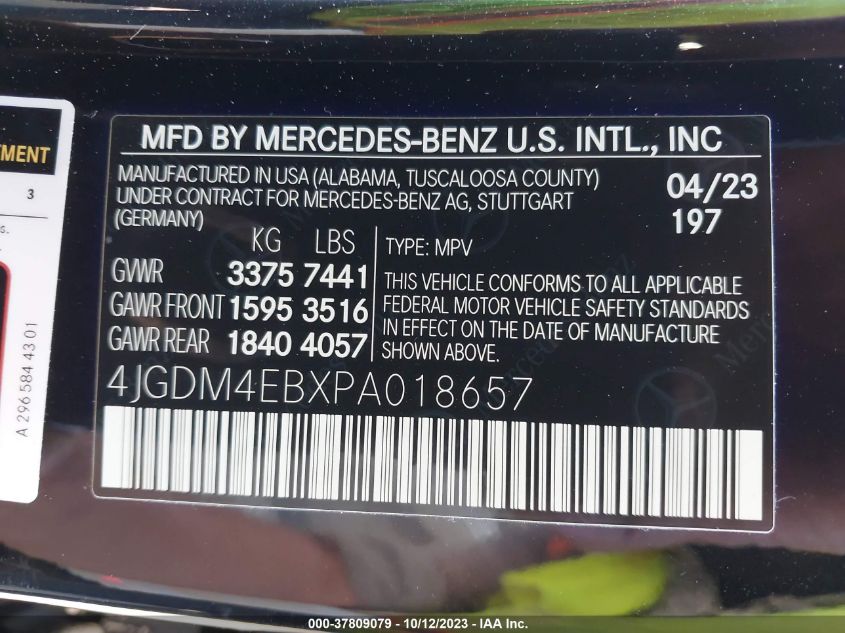 TMENT
3
S.
A 296 584 43 01
MFD BY MERCEDES-BENZ U.S. INTL., INC
MANUFACTURED IN USA (ALABAMA, TUSCALOOSA COUNTY)
UNDER CONTRACT FOR MERCEDES-BENZ AG, STUTTGART
(GERMANY)
04/23
197
KG LBS
GVWR 3375 7441
GAWR FRONT 1595 3516
GAWR REAR 1840 4057
TYPE: MPV
THIS VEHICLE CONFORMS TO ALL APPLICABLE
FEDERAL MOTOR VEHICLE SAFETY STANDARDS
IN EFFECT ON THE DATE OF MANUFACTURE
SHOWN ABOVE.
4JGDM4EBXPA018657
000-37809079 - 10/12/2023 - IAA Inc.